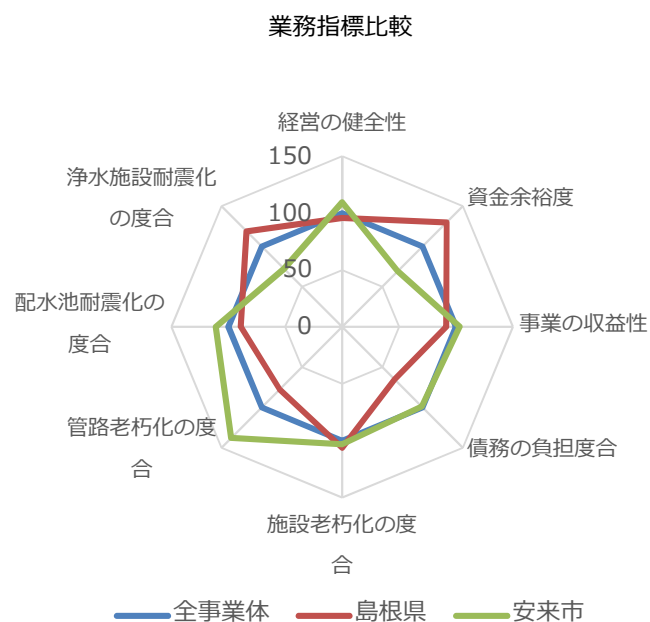 業務指標比較
経営の健全性
150
浄水施設耐震化
の度合
資金余裕度
100
50
配水池耐震化の
度合
0
事業の収益性
管路老朽化の度
合
債務の負担度合
施設老朽化の度
合
全事業体 島根県 安来市